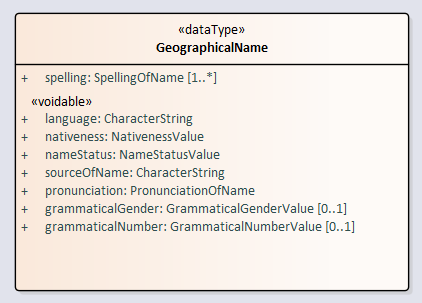 «dataType»
GeographicalName
+ spelling: SpellingOfName [1..*]
«voidable»
+ language: CharacterString
+ nativeness: NativenessValue
+ nameStatus: NameStatusValue
+ sourceOfName: CharacterString
+ pronunciation: PronunciationOfName
+ grammaticalGender: GrammaticalGenderValue [0..1]
+ grammaticalNumber: GrammaticalNumberValue [0..1]